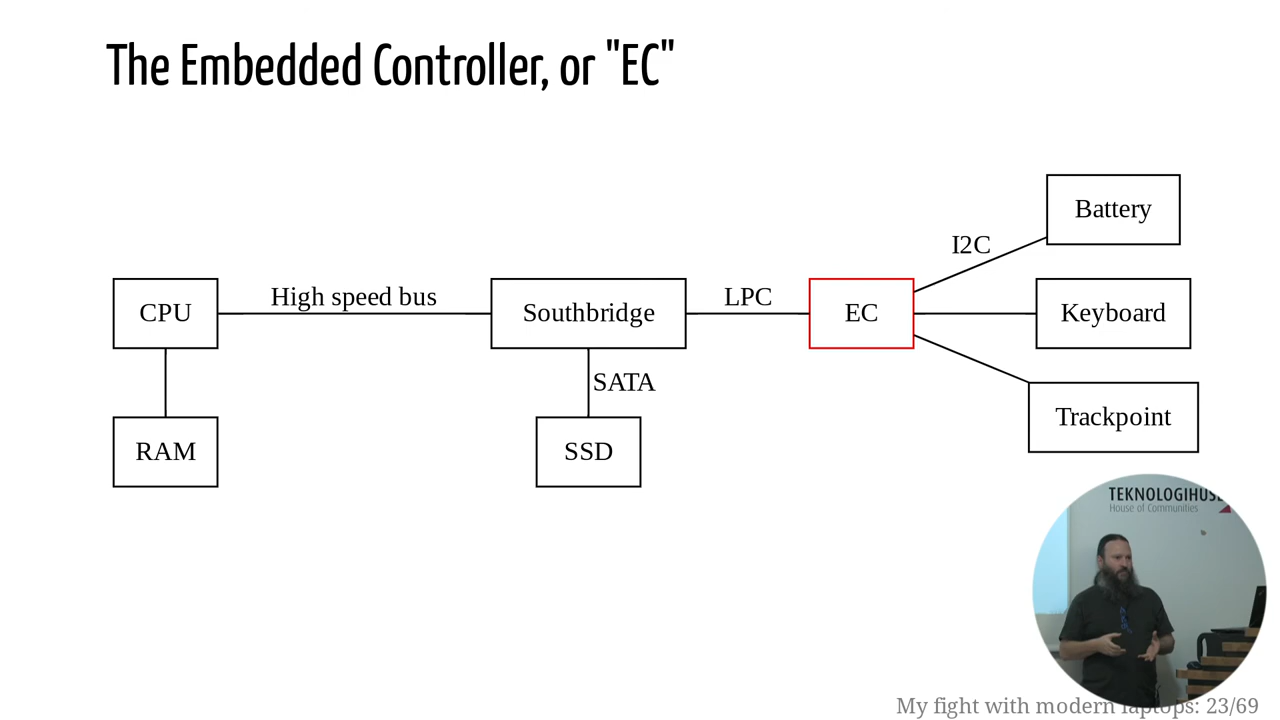 The Embedded Controller, or "EC"
Battery
I2C
CPU
High speed bus
Southbridge
LPC
EC
Keyboard
SATA
RAM
SSD
Trackpoint
TEKNOLOGIHUSE
House of Communities
My fight with modern laptops: 23/69